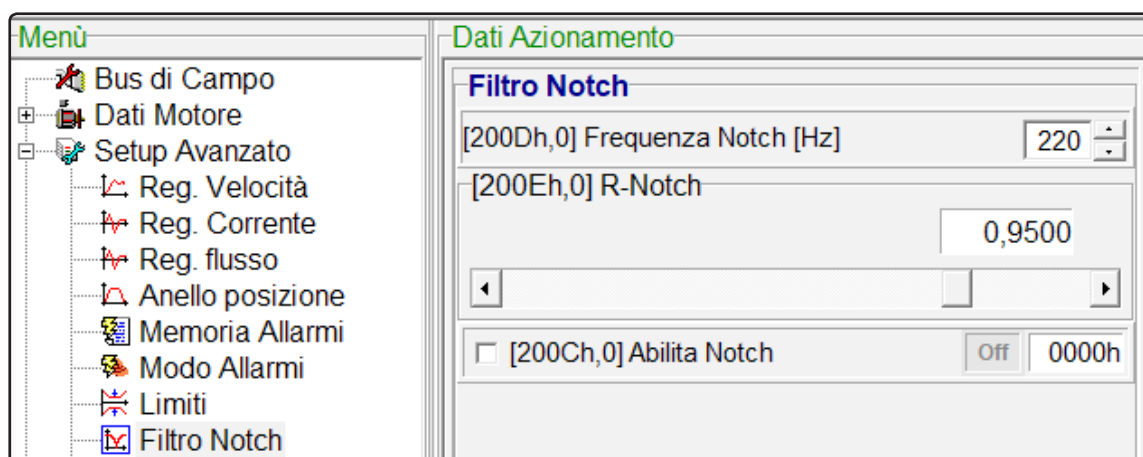 Menù
Bus di Campo
Dati Motore
Setup Avanzato
Reg. Velocità
Reg. Corrente
Reg. flusso
Anello posizione
Memoria Allarmi
Modo Allarmi
Limiti
Filtro Notch
Dati Azionamento
Filtro Notch
[200Dh,0] Frequenza Notch [Hz] 220
[200Eh,0] R-Notch
0,9500
[200Ch,0] Abilita Notch Off 0000h